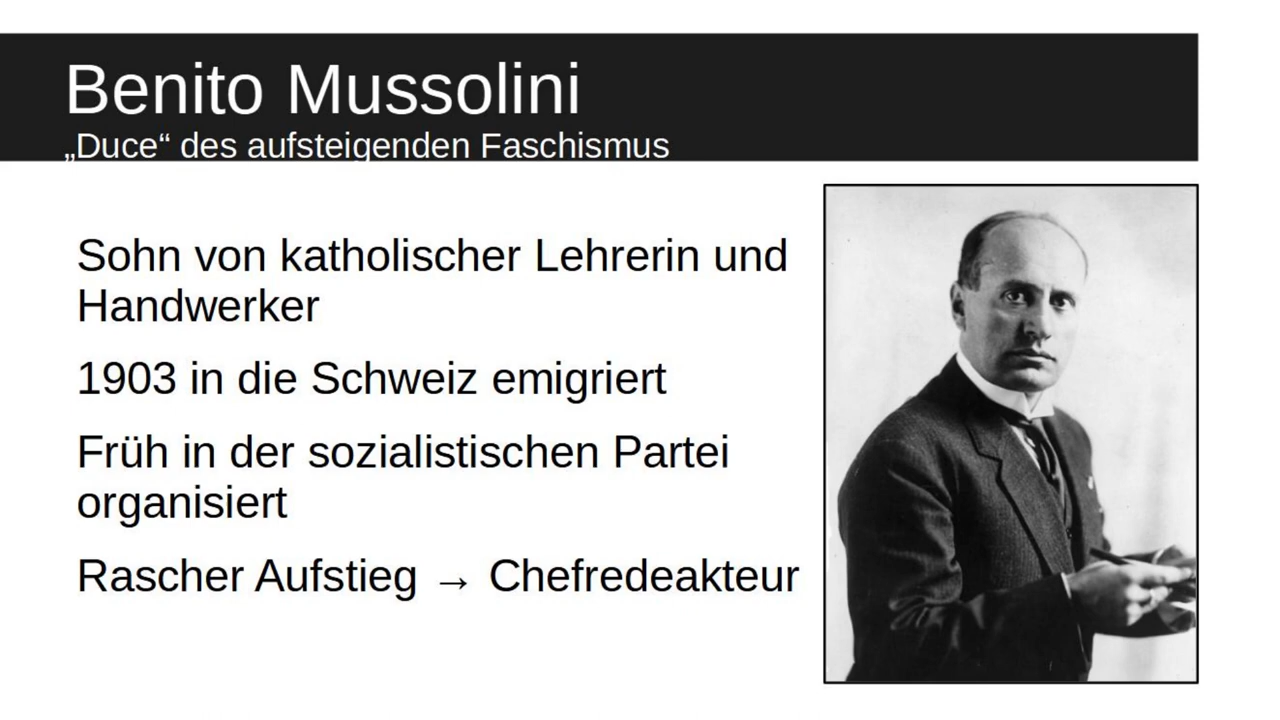 Benito Mussolini
„Duce“ des aufsteigenden Faschismus
Sohn von katholischer Lehrerin und
Handwerker
1903 in die Schweiz emigriert
Früh in der sozialistischen Partei
organisiert
Rascher Aufstieg → Chefredeakteur